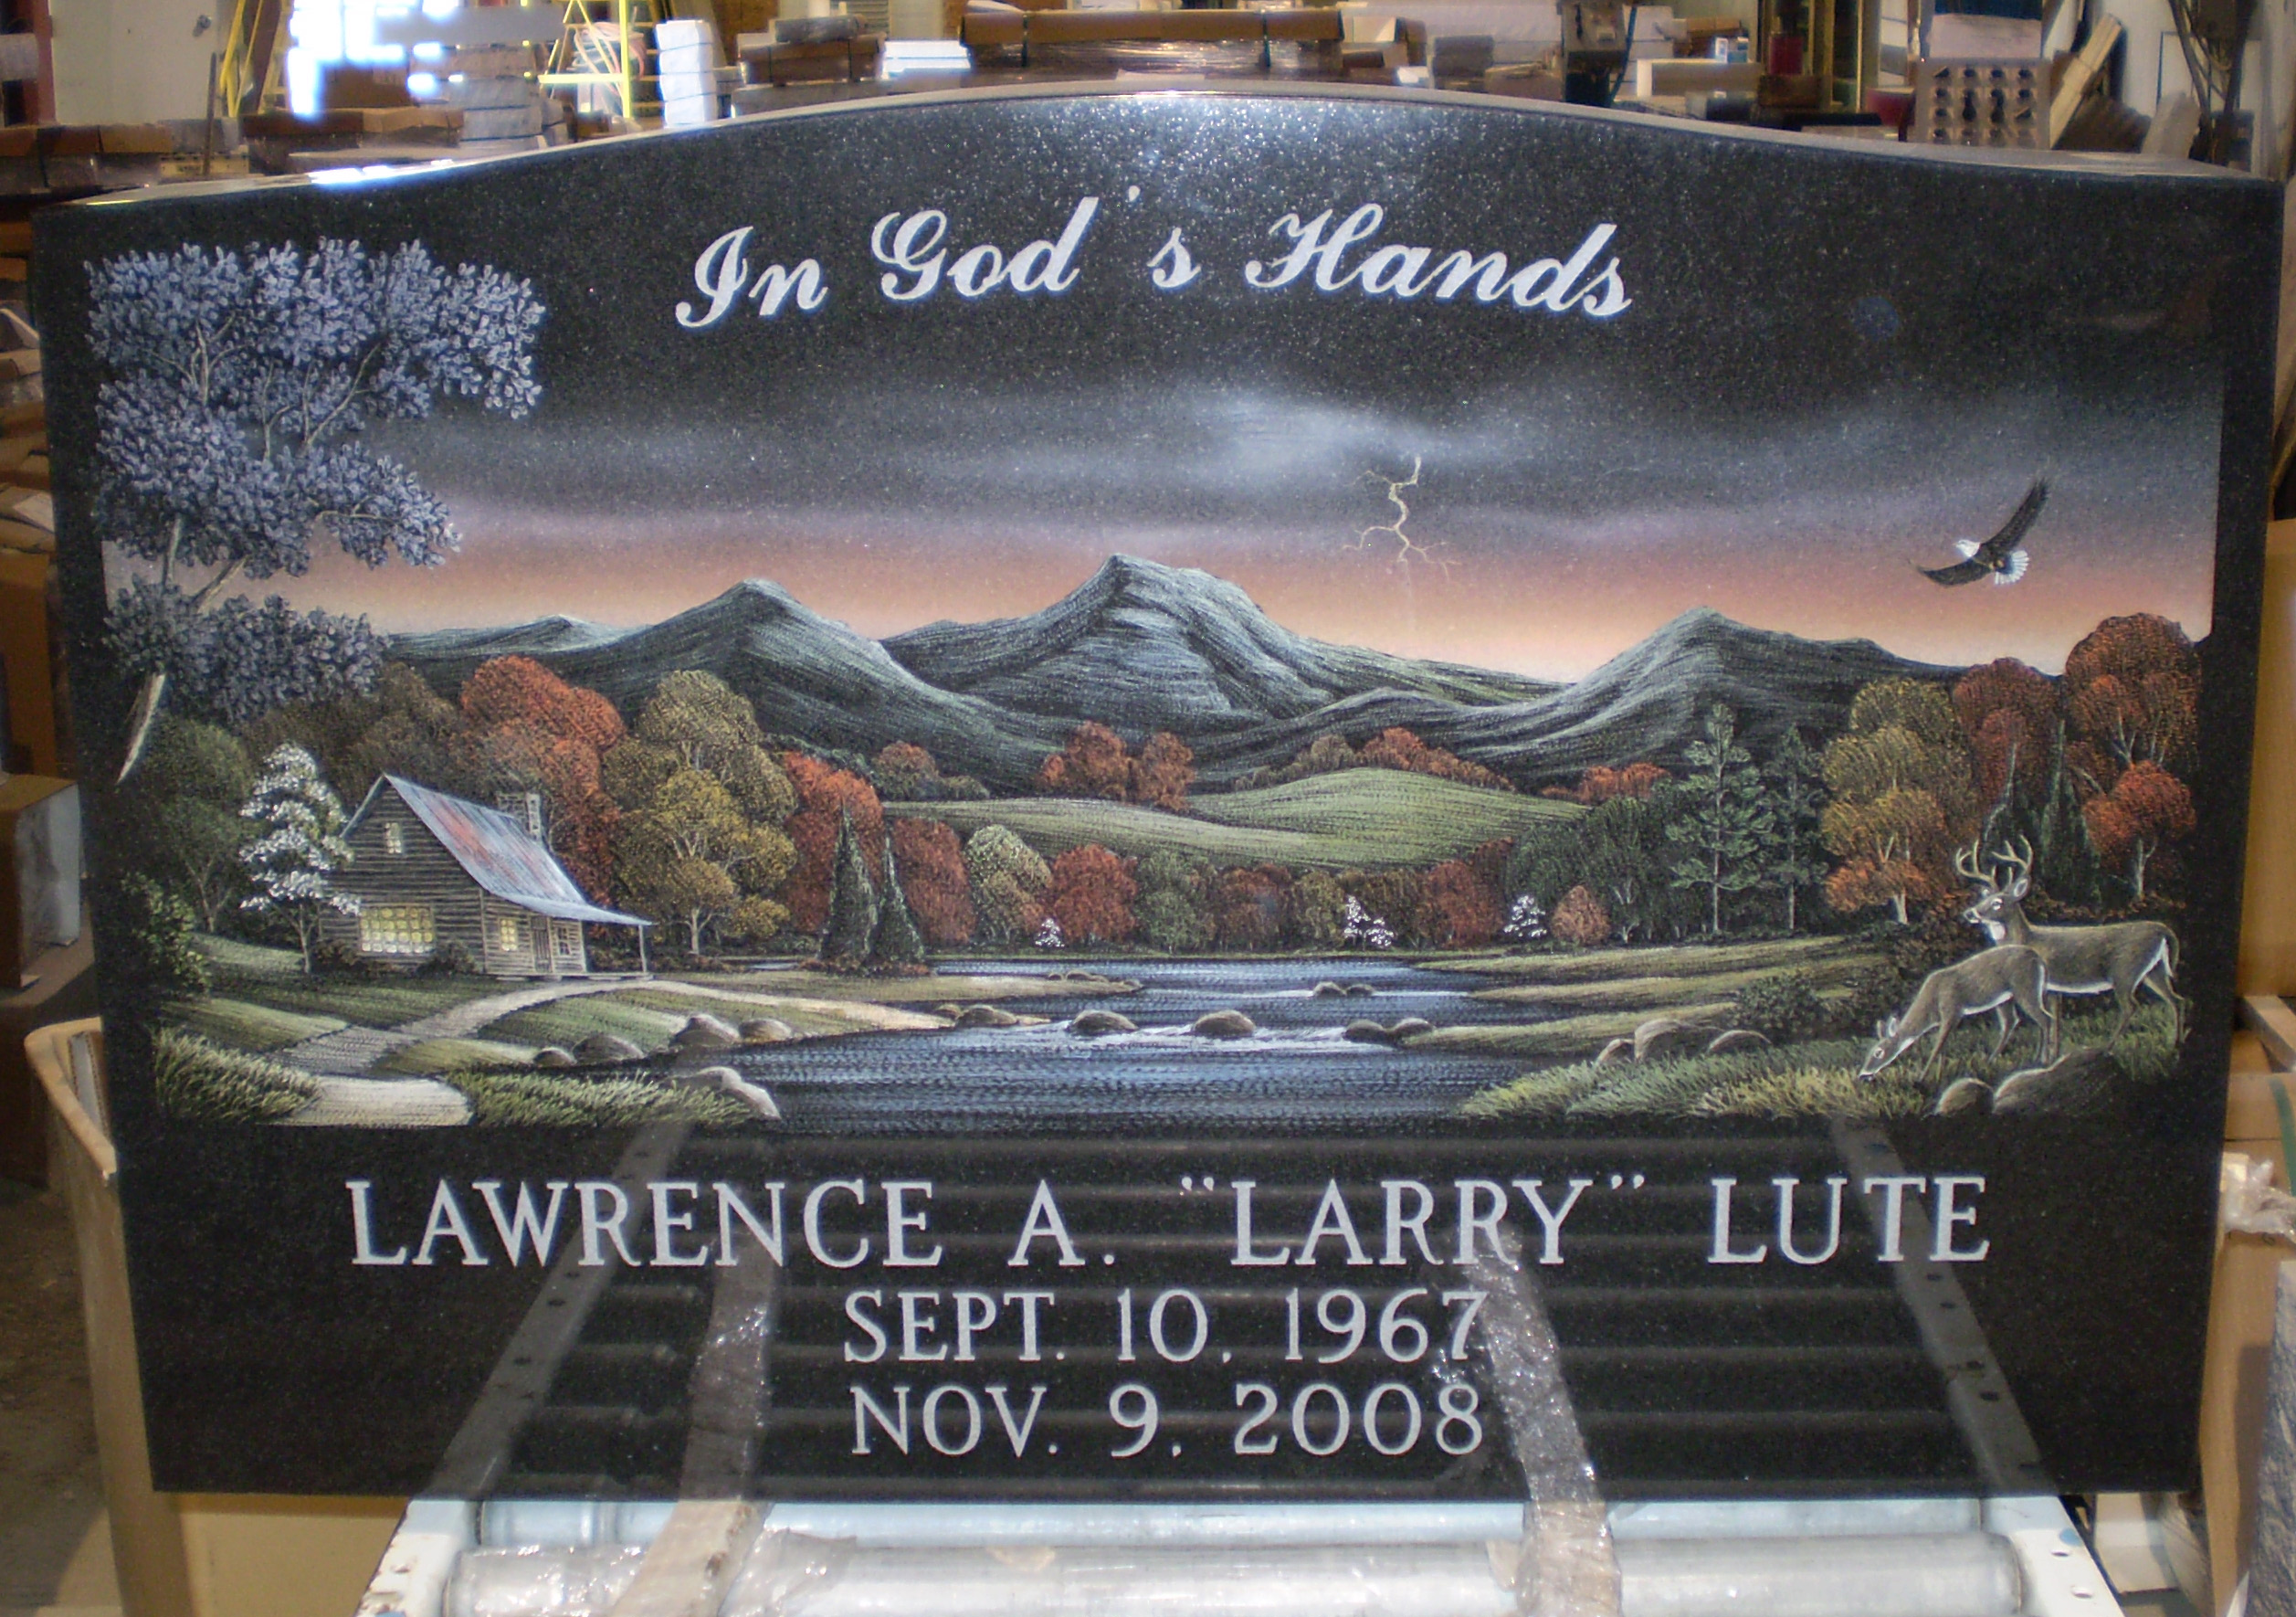 In God's Hands
LAWRENCE A. "LARRY" LUTE
SEPT. 10, 1967
NOV. 9, 2008